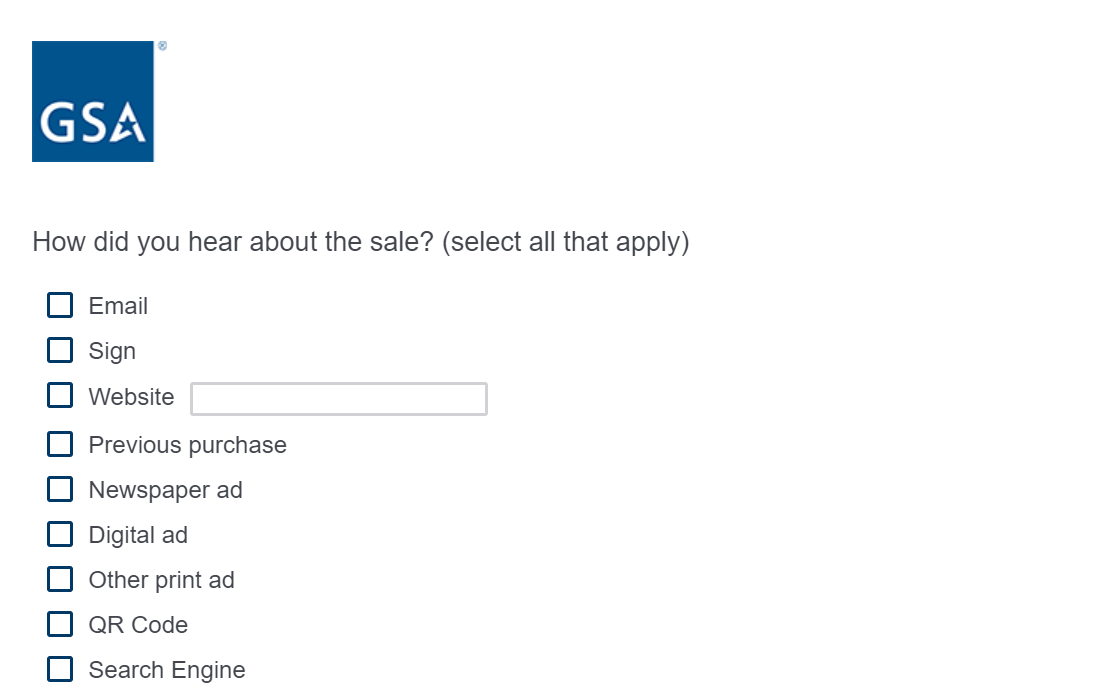 GSA®
How did you hear about the sale? (select all that apply)
Email
Sign
Website
Previous purchase
Newspaper ad
Digital ad
Other print ad
QR Code
Search Engine